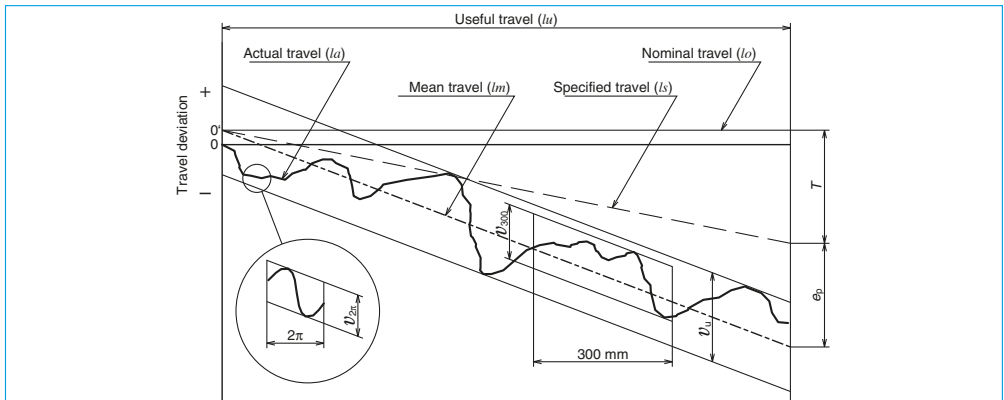 Useful travel (lu)
Actual travel (la)
Nominal travel (lo)
Mean travel (lm)
Specified travel (ls)
Travel deviation
+
0'
0
−
T
V300
ep
V2π
Vu
2π
300 mm